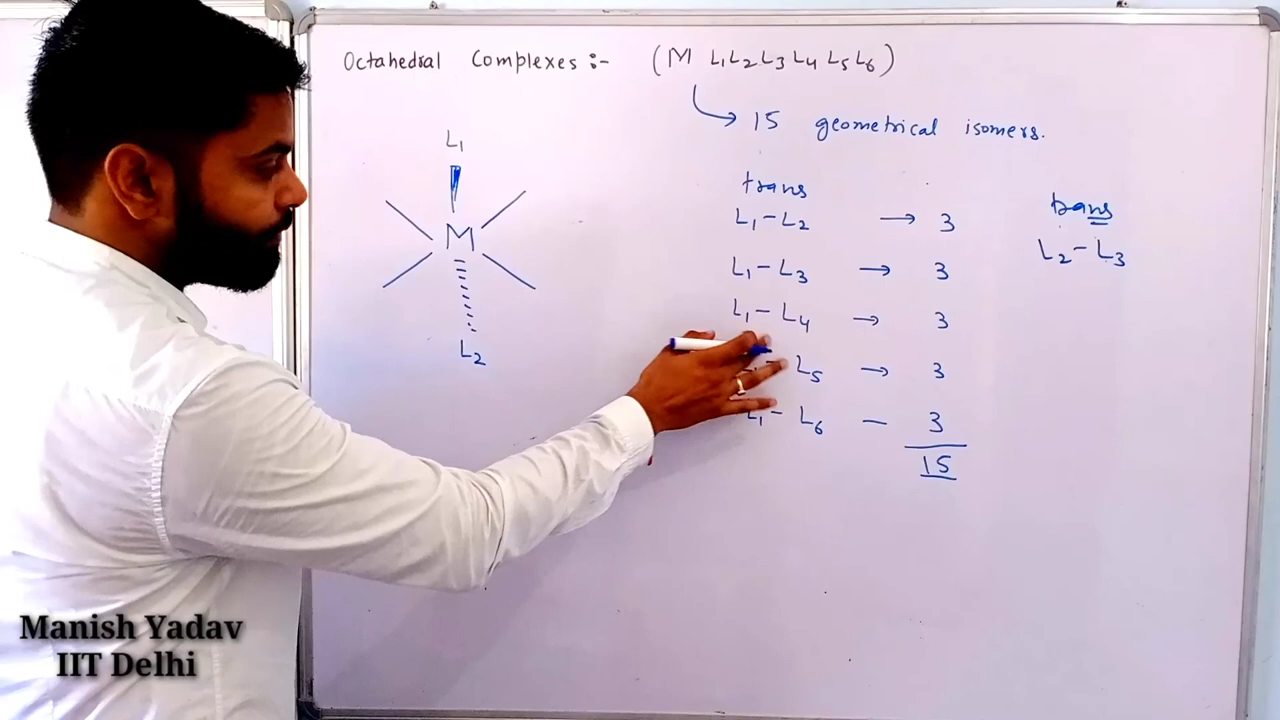 Octahedral Complexes :- (M L1L2L3L4L5L6)
→ 15 geometrical isomers.
L1
M
L2
trans
L1-L2 → 3
L1-L3 → 3
L1-L4 → 3
L5 → 3
L1- L6 - 3
15
trans
L2-L3
Manish Yadav
IIT Delhi